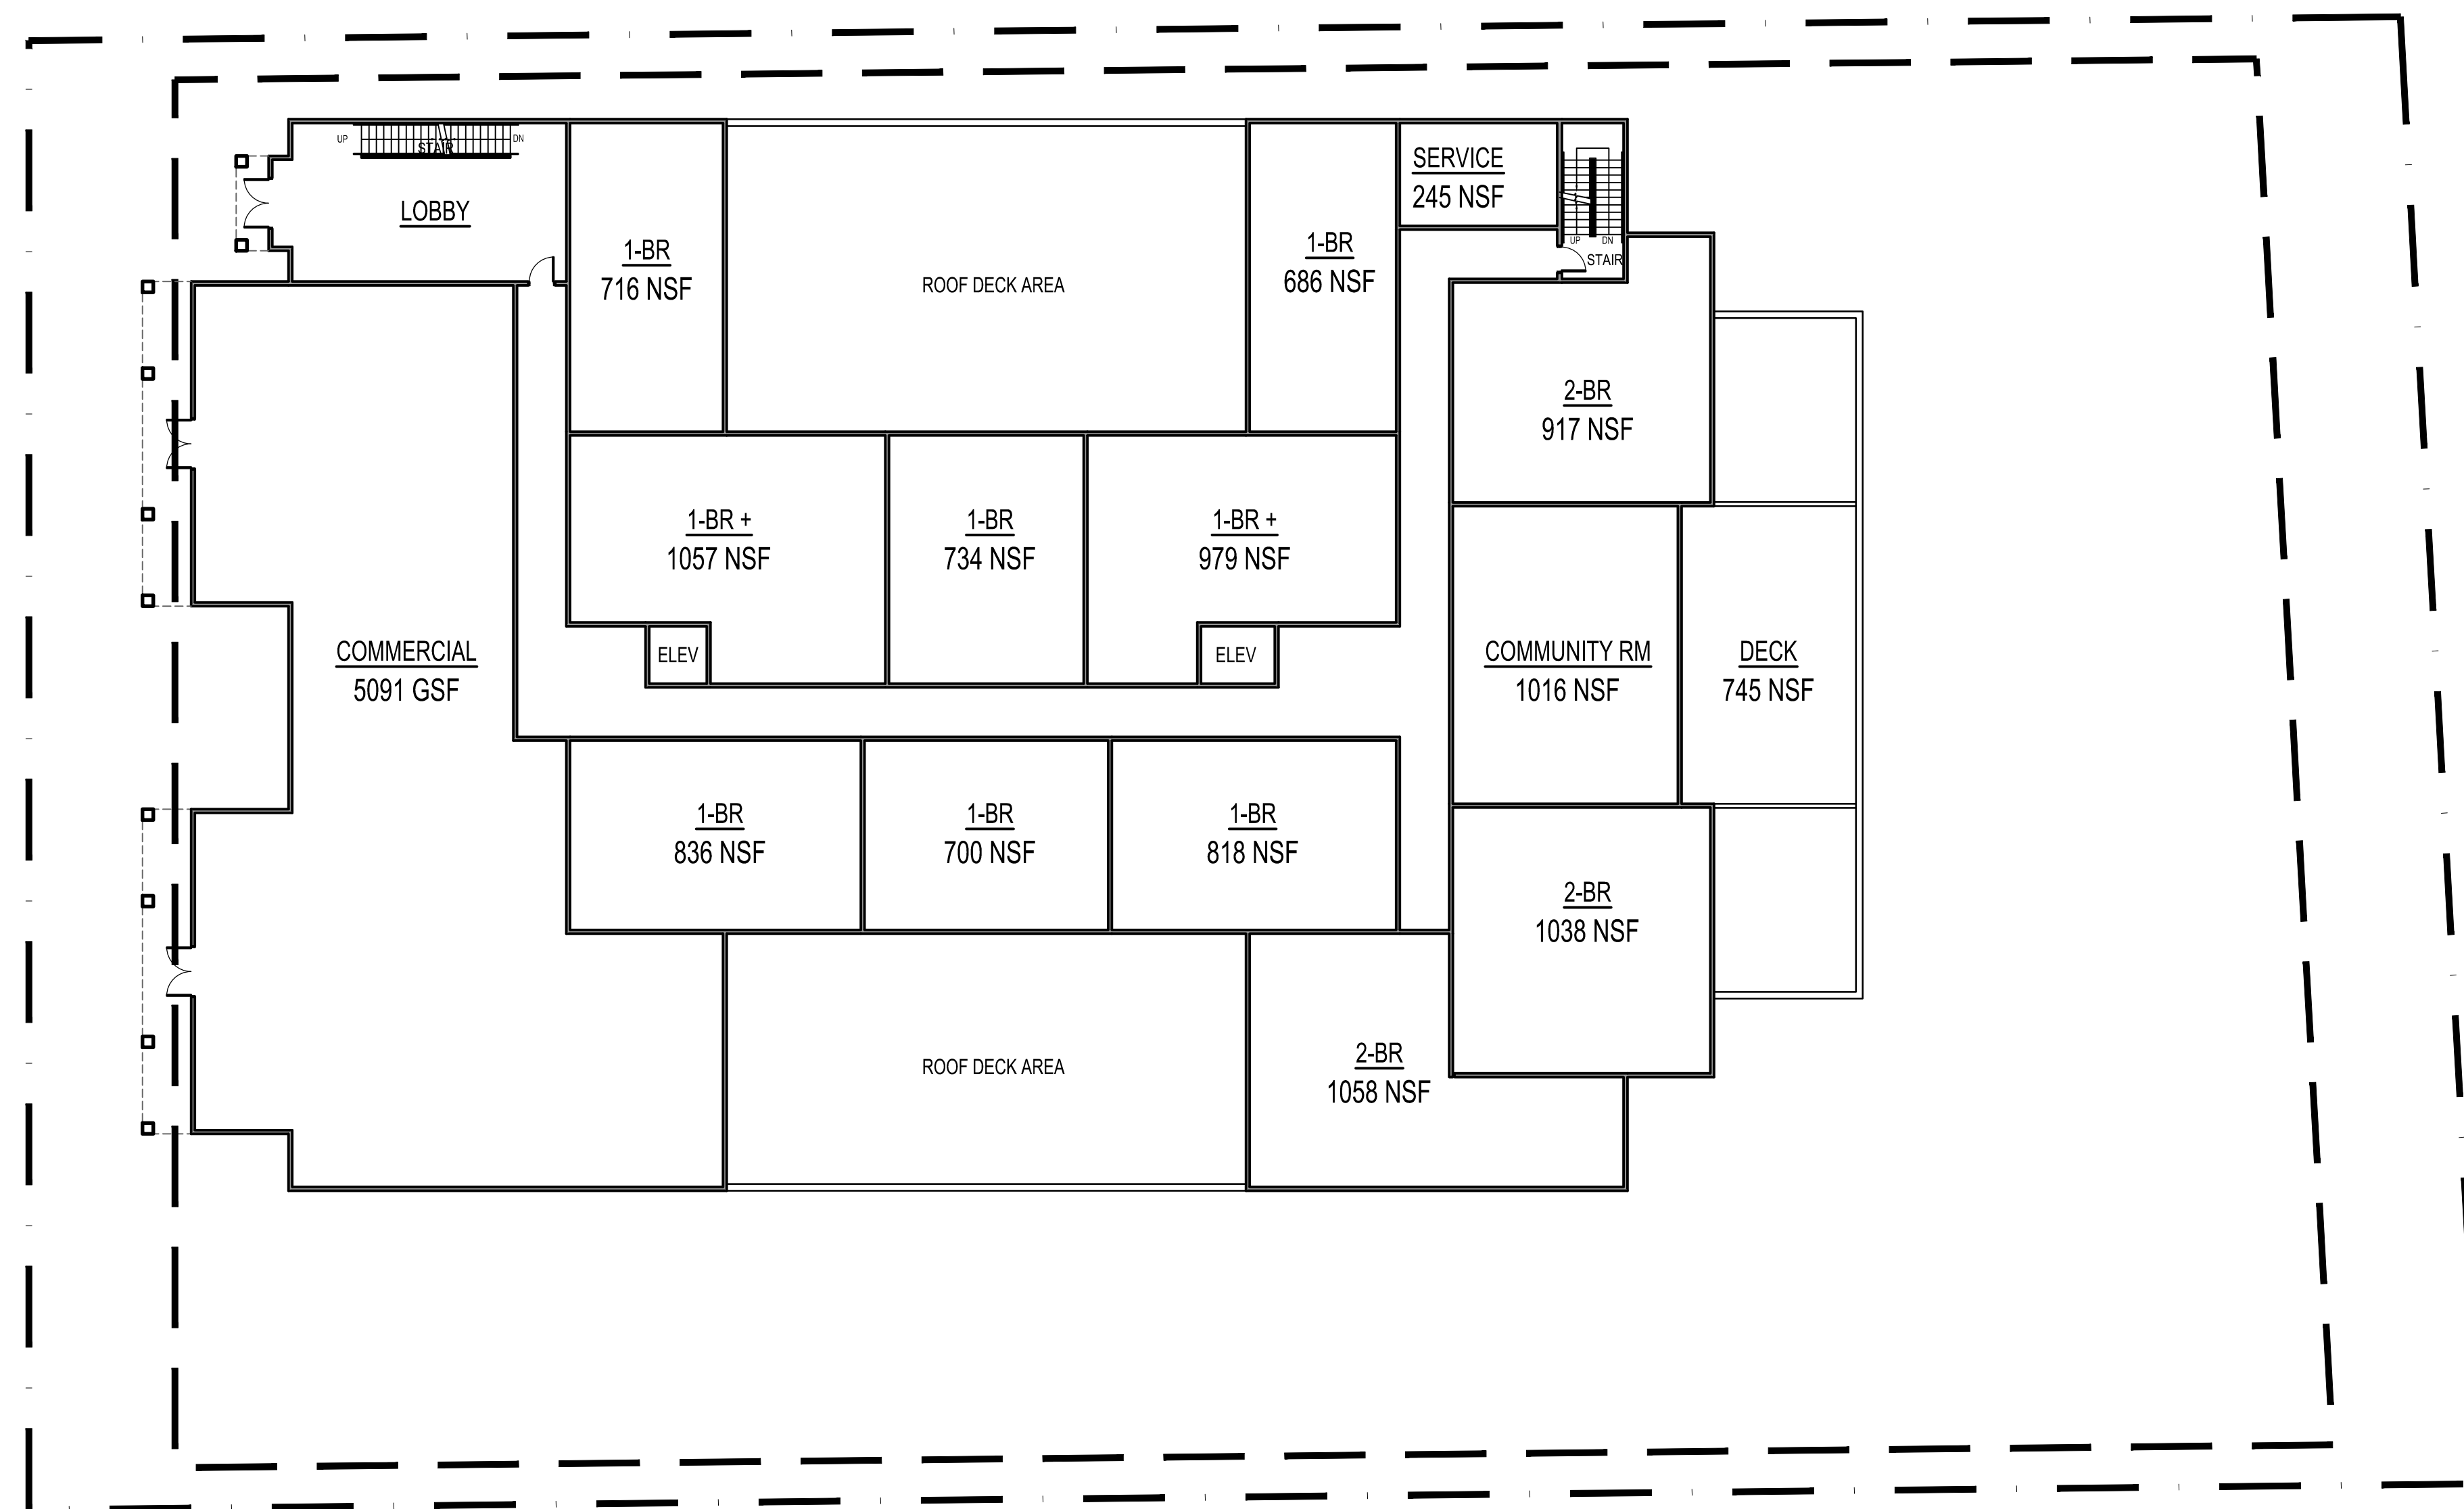 UP
STAIR
DN
LOBBY
1-BR
716 NSF
ROOF DECK AREA
1-BR
686 NSF
SERVICE
245 NSF
UP
DN
STAIR
2-BR
917 NSF
1-BR +
1057 NSF
1-BR
734 NSF
1-BR +
979 NSF
ELEV
ELEV
COMMERCIAL
5091 GSF
COMMUNITY RM
1016 NSF
DECK
745 NSF
1-BR
836 NSF
1-BR
700 NSF
1-BR
818 NSF
2-BR
1038 NSF
ROOF DECK AREA
2-BR
1058 NSF